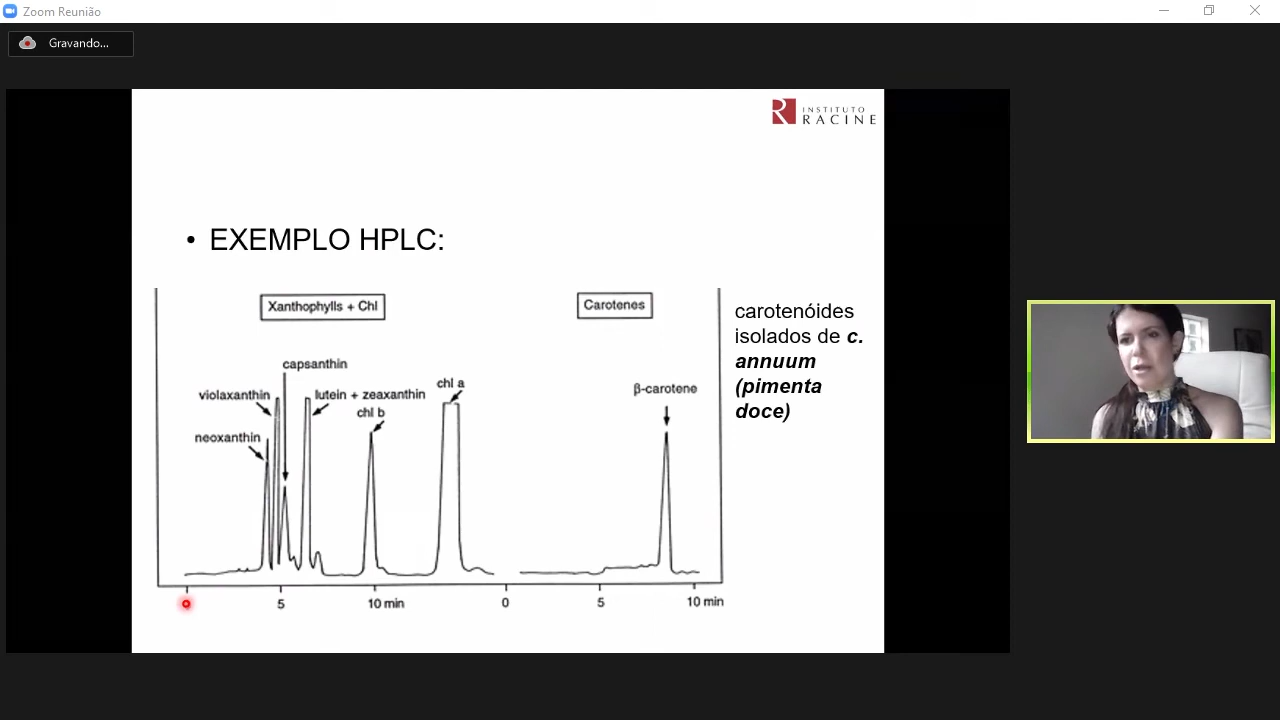 Zoom Reunião
Gravando...
INSTITUTO
RACINE
• EXEMPLO HPLC:
Xanthophylls + Chl
Carotenes
carotenóides
isolados de c.
annuum
(pimenta
doce)
capsanthin
violaxanthin
lutein + zeaxanthin
chl a
β-carotene
chl b
neoxanthin
5
10 min
0
5
10 min